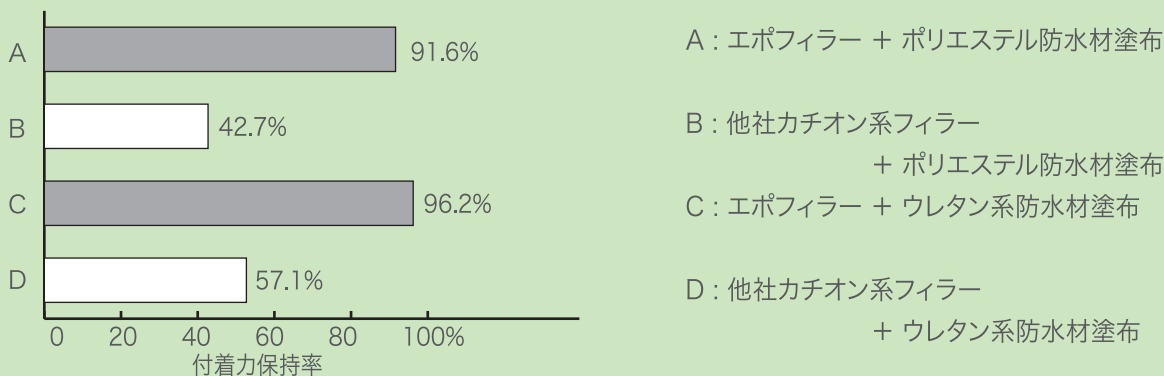 A
91.6%
B
42.7%
C
96.2%
D
57.1%
0 20 40 60 80 100%
付着力保持率
A : エポフィラー + ポリエステル防水材塗布
B : 他社カチオン系フィラー
+ ポリエステル防水材塗布
C : エポフィラー + ウレタン系防水材塗布
D : 他社カチオン系フィラー
+ ウレタン系防水材塗布